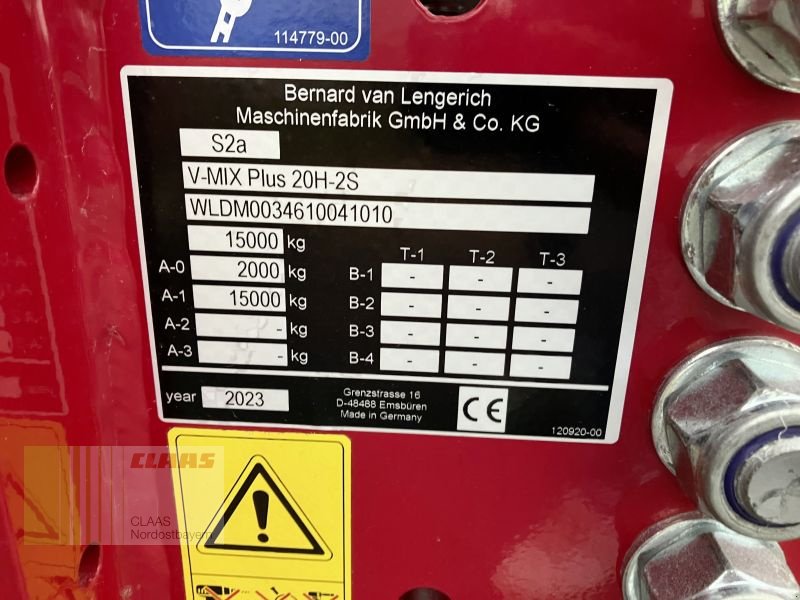 114779-00
Bernard van Lengerich
Maschinenfabrik GmbH & Co. KG
S2a
V-MIX Plus 20H-2S
WLDM0034610041010
15000 kg
A-0 2000 kg
A-1 15000 kg
A-2 - kg
A-3 - kg
T-1 T-2 T-3
B-1 - - -
B-2 - - -
B-3 - - -
B-4 - - -
year 2023
Grenzstrasse 16
D-48488 Emsbüren
Made in Germany
CE
120920-00
CLAAS
CLAAS
Nordostbayern